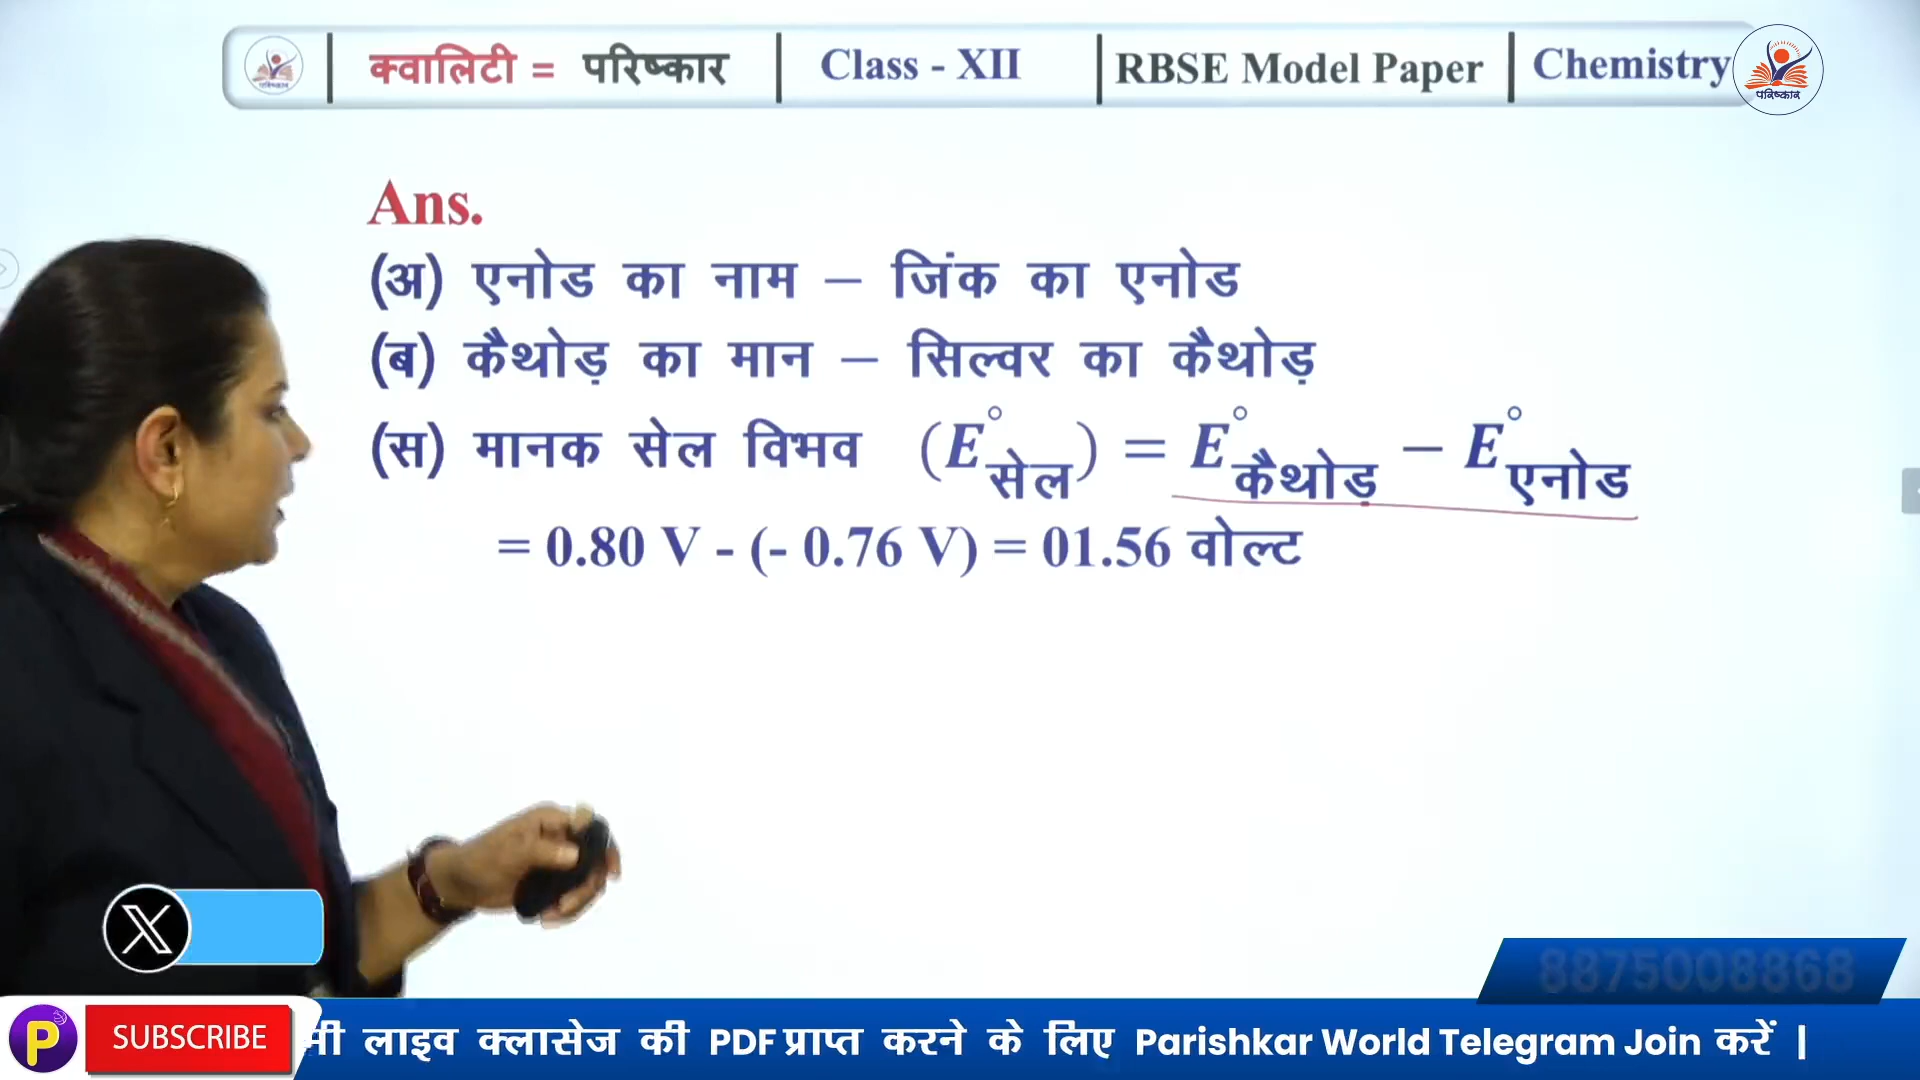 क्वालिटी = परिष्कार | Class - XII | RBSE Model Paper | Chemistry
परिष्कार
Ans.
(अ) एनोड का नाम – जिंक का एनोड
(ब) कैथोड़ का मान – सिल्वर का कैथोड़
(स) मानक सेल विभव (E°सेल) = E°कैथोड़ − E°एनोड
= 0.80 V - (- 0.76 V) = 01.56 वोल्ट
8875008868
P SUBSCRIBE लाइव क्लासेज की PDF प्राप्त करने के लिए Parishkar World Telegram Join करें |